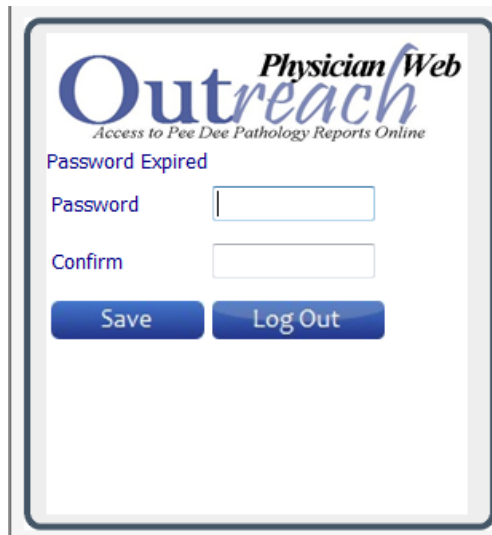 Physician Web
Outreach
Access to Pee Dee Pathology Reports Online
Password Expired
Password
Confirm
Save Log Out